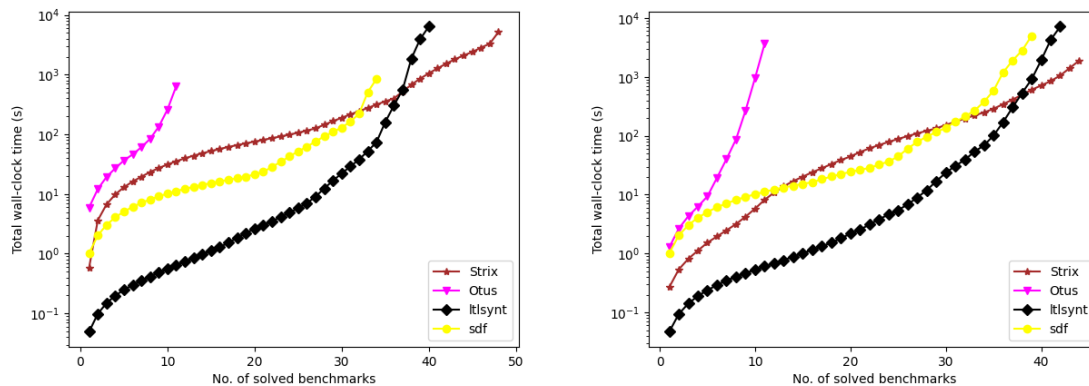 10⁴
10³
10²
10¹
10⁰
10⁻¹
Total wall-clock time (s)
0 10 20 30 40 50
No. of solved benchmarks
Strix
Otus
ltlsynt
sdf
10⁴
10³
10²
10¹
10⁰
10⁻¹
Total wall-clock time (s)
0 10 20 30 40
No. of solved benchmarks
Strix
Otus
ltlsynt
sdf